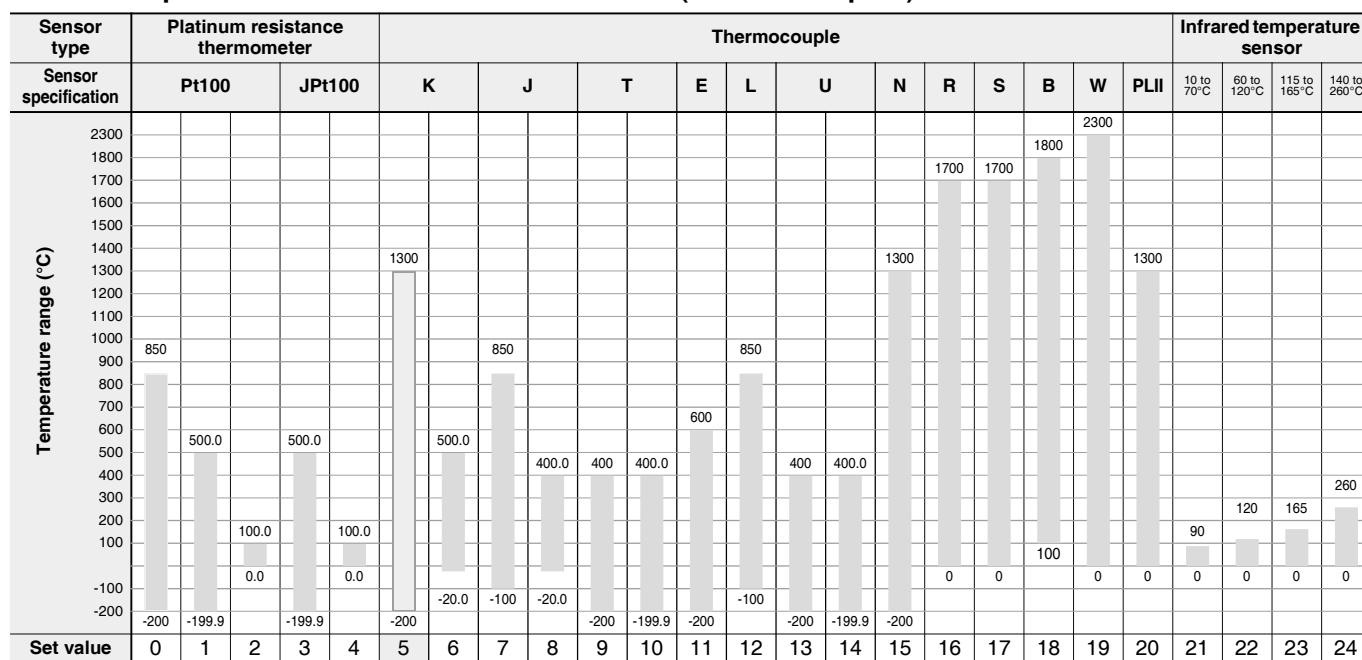 Sensor type Platinum resistance thermometer Thermocouple Infrared temperature sensor
Sensor specification Pt100 JPt100 K J T E L U N R S B W PLII 10 to 70°C 60 to 120°C 115 to 165°C 140 to 260°C
Temperature range (°C)
2300 2300
1800 1800
1700 1700 1700
1600
1500
1400
1300 1300 1300 1300
1200
1100
1000
900 850 850 850
800
700
600 600
500 500.0 500.0 500.0
400 400.0 400 400.0 400 400.0
300 260
200 120 165
100 100.0 100.0 100 90
0.0 0.0 0 0 0 0 0 0 0 0
-100 -20.0 -100 -20.0 -100
-200 -200 -199.9 -199.9 -200 -200 -199.9 -200 -200 -199.9 -200
Set value 0 1 2 3 4 5 6 7 8 9 10 11 12 13 14 15 16 17 18 19 20 21 22 23 24